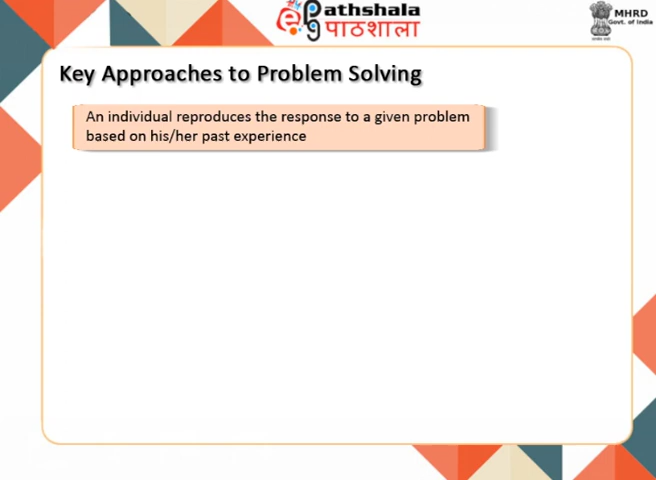 ePathshala
पाठशाला
MHRD
Govt. of India
Key Approaches to Problem Solving
An individual reproduces the response to a given problem
based on his/her past experience